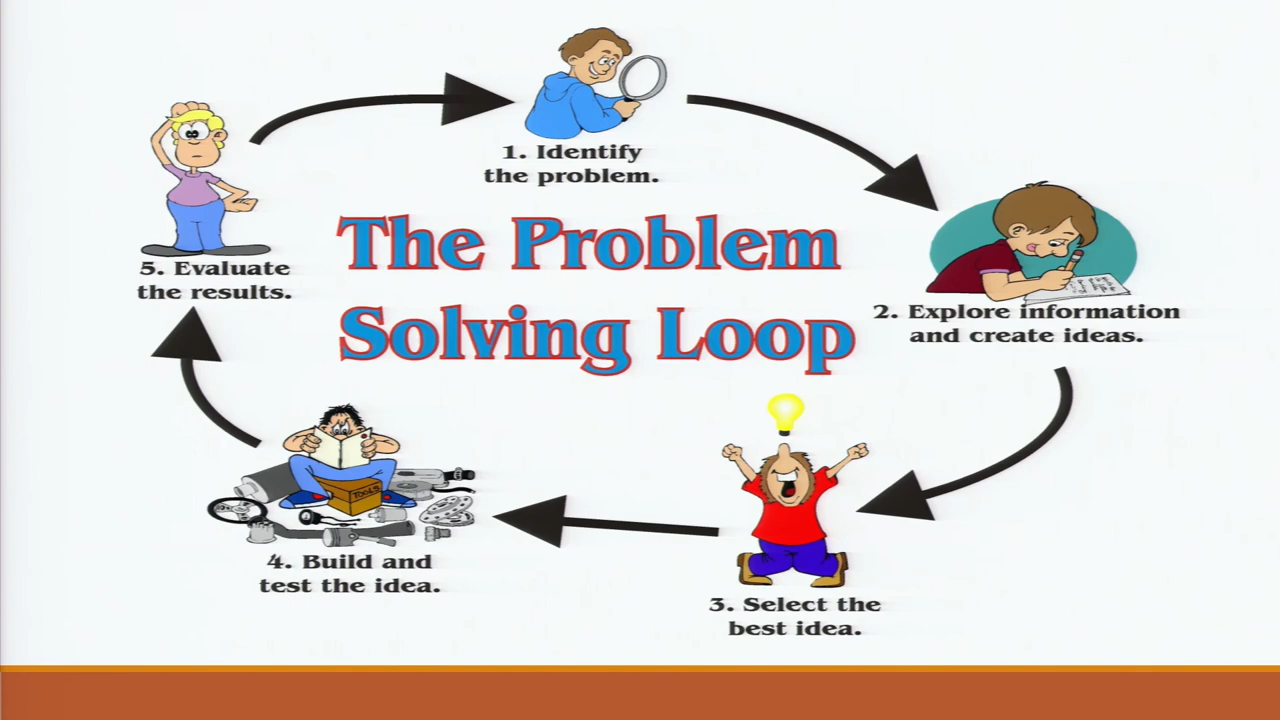 The Problem
Solving Loop
1. Identify
the problem.
2. Explore information
and create ideas.
3. Select the
best idea.
4. Build and
test the idea.
TOOLS
5. Evaluate
the results.